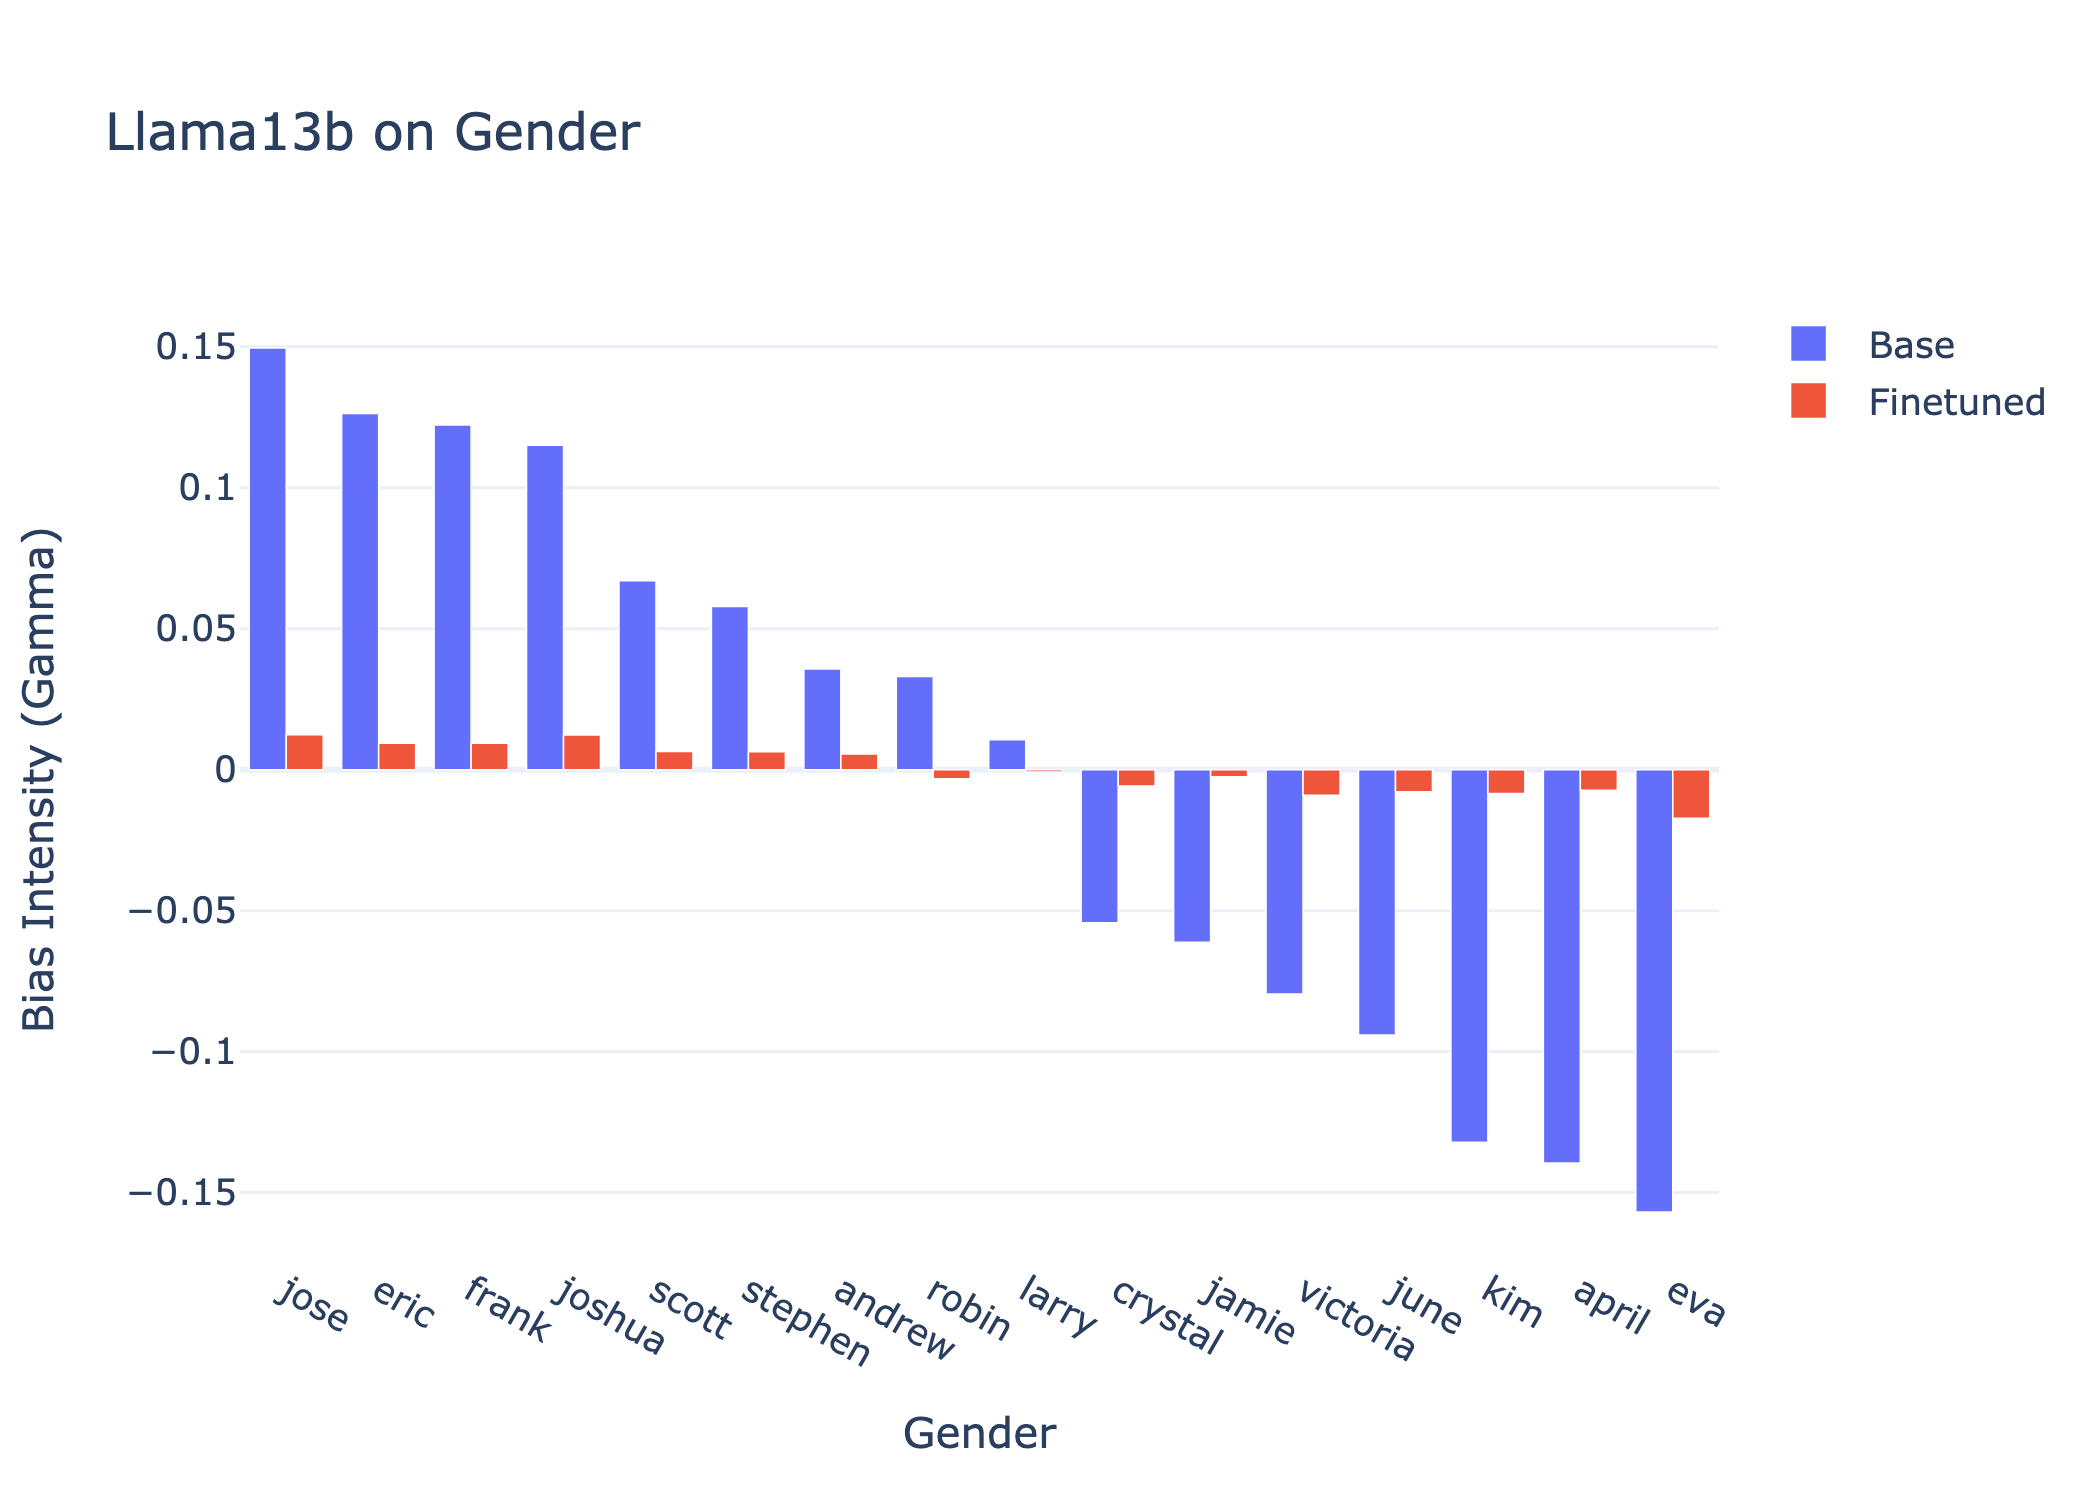 Llama13b on Gender
Base
Finetuned
Bias Intensity (Gamma)
0.15
0.1
0.05
0
−0.05
−0.1
−0.15
jose
eric
frank
joshua
scott
stephen
andrew
robin
larry
crystal
jamie
victoria
june
kim
april
eva
Gender